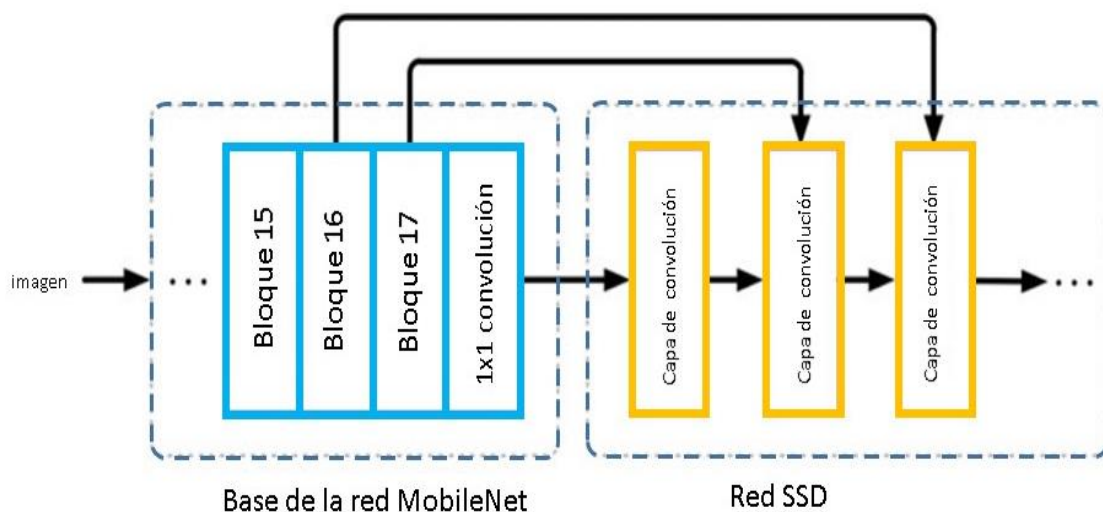 imagen
...
Bloque 15
Bloque 16
Bloque 17
1x1 convolución
Capa de convolución
Capa de convolución
Capa de convolución
...
Base de la red MobileNet
Red SSD